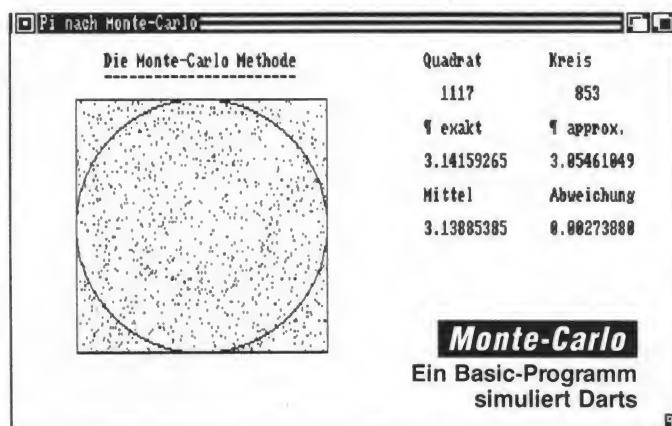 Pi nach Monte-Carlo
Die Monte-Carlo Methode
Quadrat Kreis
1117 853
¶ exakt ¶ approx.
3.14159265 3.05461049
Mittel Abweichung
3.13885385 0.00273880
Monte-Carlo
Ein Basic-Programm
simuliert Darts